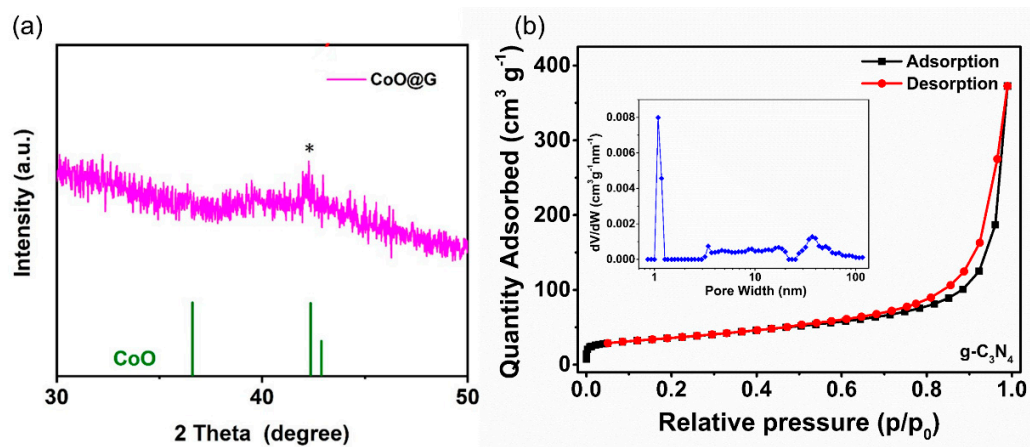 (a)
CoO@G
*
Intensity (a.u.)
CoO
30 40 50
2 Theta (degree)
(b)
Adsorption
Desorption
Quantity Adsorbed (cm³ g⁻¹)
400
300
200
100
0
dV/dW (cm³g⁻¹nm⁻¹)
0.008
0.006
0.004
0.002
0.000
1 10 100
Pore Width (nm)
g-C₃N₄
0.0 0.2 0.4 0.6 0.8 1.0
Relative pressure (p/p₀)